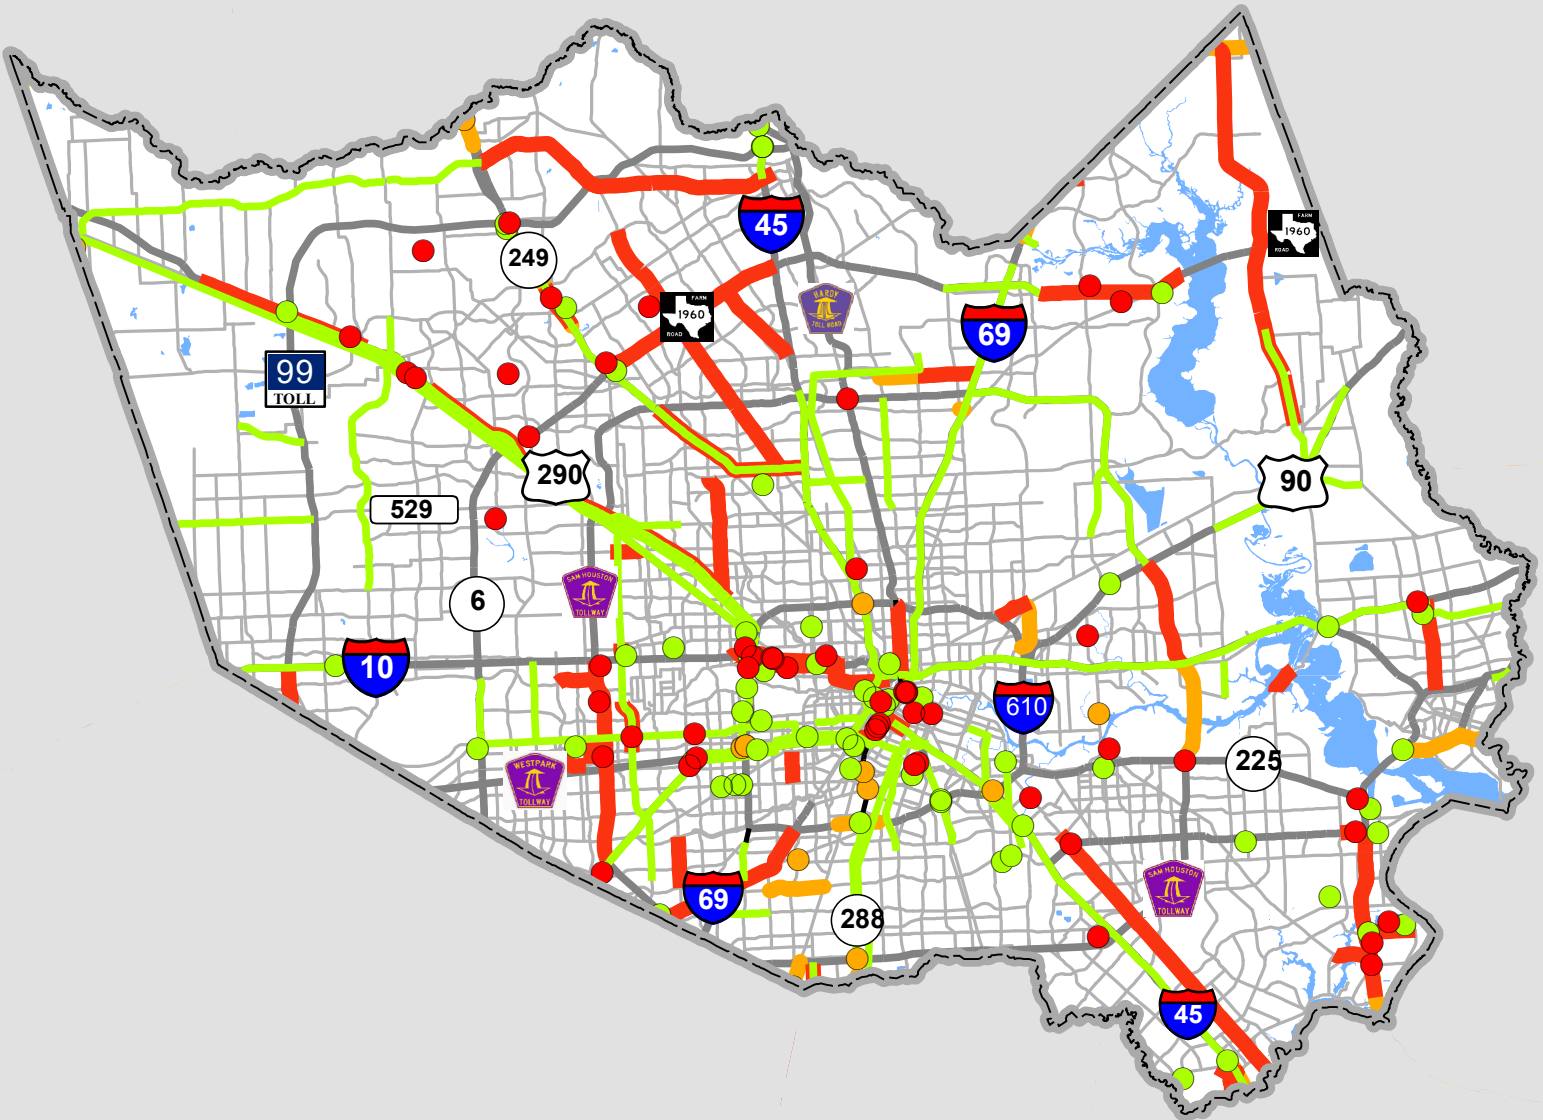 45
FARM
1960
ROAD
249
HARDY
TOLL ROAD
FARM
1960
ROAD
69
99
TOLL
290
90
529
SAM HOUSTON
TOLLWAY
6
10
610
WESTPARK
TOLLWAY
225
69
SAM HOUSTON
TOLLWAY
288
45